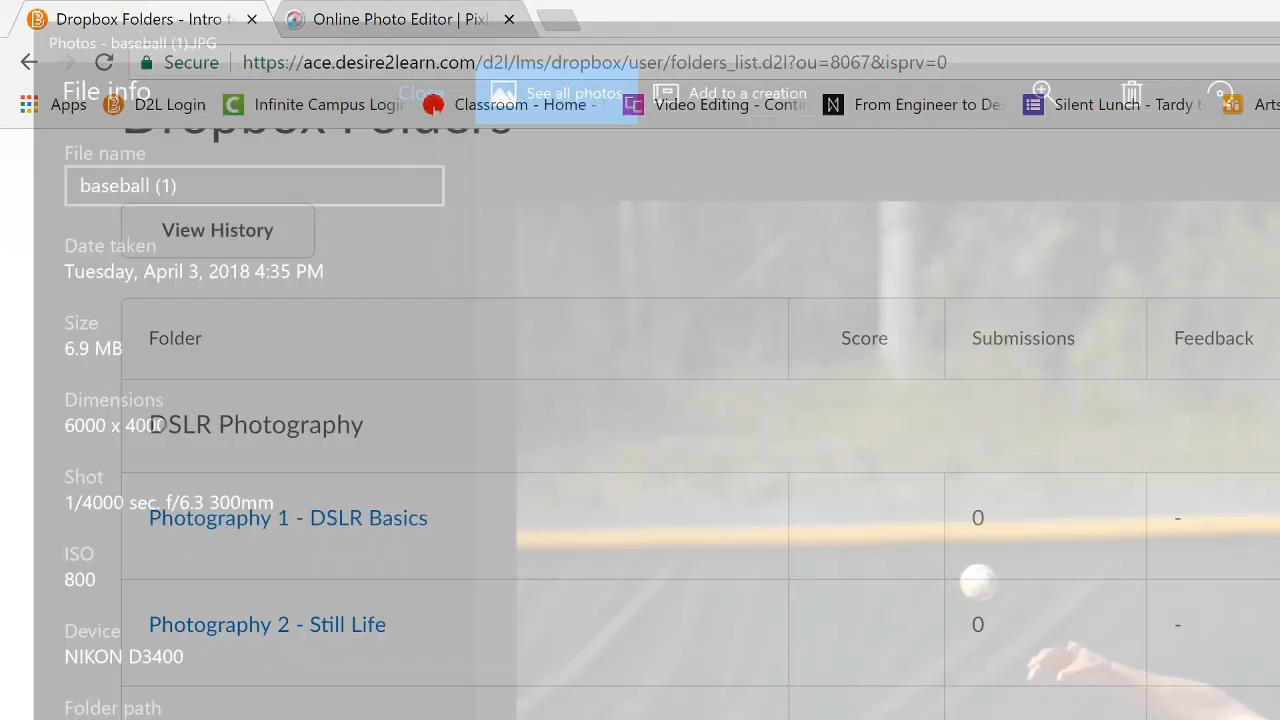 Dropbox Folders - Intro t
Online Photo Editor | Pixl
Photos - baseball (1).JPG
Secure
https://ace.desire2learn.com/d2l/lms/dropbox/user/folders_list.d2l?ou=8067&isprv=0
File info
Close
See all photos
Add to a creation
Apps
D2L Login
Infinite Campus Logi
Classroom - Home -
Video Editing - Conti
From Engineer to De
Silent Lunch - Tardy t
Arts
Dropbox Folders
File name
baseball (1)
View History
Date taken
Tuesday, April 3, 2018 4:35 PM
Size
6.9 MB
Folder
Score
Submissions
Feedback
Dimensions
6000 x 4000
DSLR Photography
Shot
1/4000 sec. f/6.3 300mm
Photography 1 - DSLR Basics
0
-
ISO
800
Photography 2 - Still Life
0
-
Device
NIKON D3400
Folder path